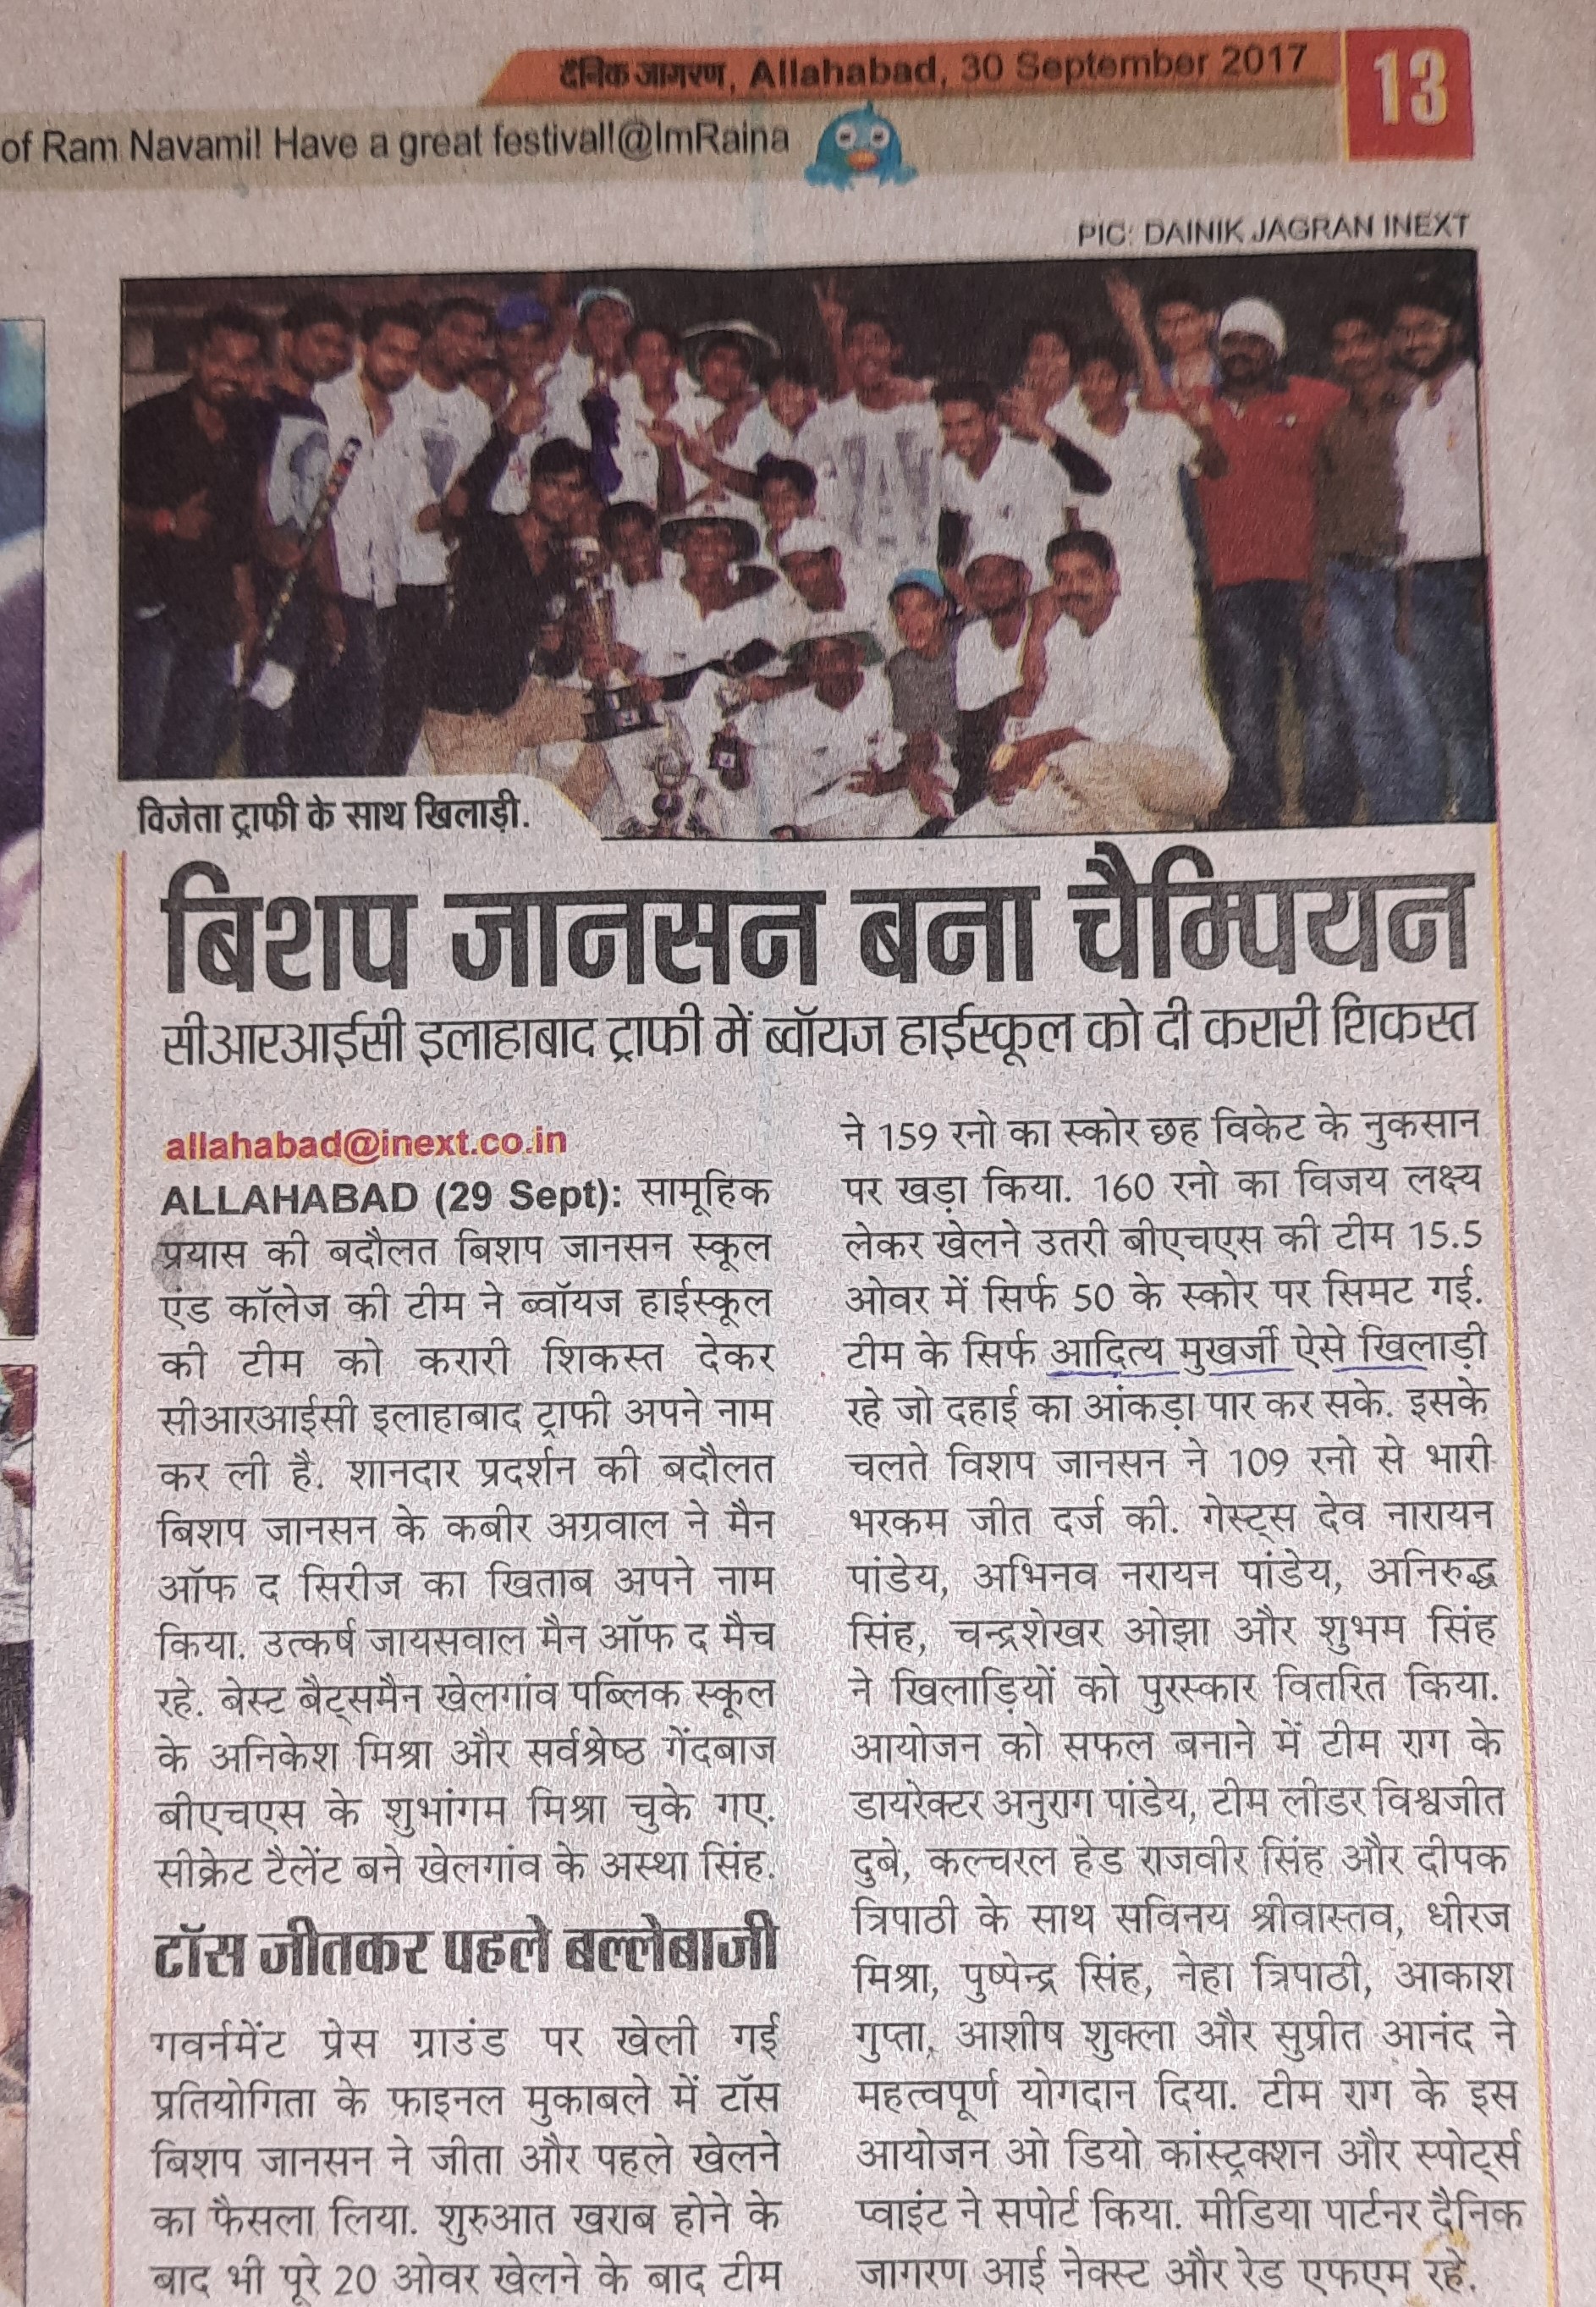 दैनिक जागरण, Allahabad, 30 September 2017
13
of Ram Navami! Have a great festival!@ImRaina
PIC: DAINIK JAGRAN INEXT
विजेता ट्राफी के साथ खिलाड़ी.
बिशप जानसन बना चैम्पियन
सीआरआईसी इलाहाबाद ट्राफी में ब्वॉयज हाईस्कूल को दी करारी शिकस्त
allahabad@inext.co.in
ALLAHABAD (29 Sept): सामूहिक
प्रयास की बदौलत बिशप जानसन स्कूल
एंड कॉलेज की टीम ने ब्वॉयज हाईस्कूल
की टीम को करारी शिकस्त देकर
सीआरआईसी इलाहाबाद ट्राफी अपने नाम
कर ली है. शानदार प्रदर्शन की बदौलत
बिशप जानसन के कबीर अग्रवाल ने मैन
ऑफ द सिरीज का खिताब अपने नाम
किया. उत्कर्ष जायसवाल मैन ऑफ द मैच
रहे. बेस्ट बैट्समैन खेलगांव पब्लिक स्कूल
के अनिकेश मिश्रा और सर्वश्रेष्ठ गेंदबाज
बीएचएस के शुभांगम मिश्रा चुके गए.
सीक्रेट टैलेंट बने खेलगांव के अस्था सिंह.
टॉस जीतकर पहले बल्लेबाजी
गवर्नमेंट प्रेस ग्राउंड पर खेली गई
प्रतियोगिता के फाइनल मुकाबले में टॉस
बिशप जानसन ने जीता और पहले खेलने
का फैसला लिया. शुरुआत खराब होने के
बाद भी पूरे 20 ओवर खेलने के बाद टीम
ने 159 रनो का स्कोर छह विकेट के नुकसान
पर खड़ा किया. 160 रनो का विजय लक्ष्य
लेकर खेलने उतरी बीएचएस की टीम 15.5
ओवर में सिर्फ 50 के स्कोर पर सिमट गई.
टीम के सिर्फ आदित्य मुखर्जी ऐसे खिलाड़ी
रहे जो दहाई का आंकड़ा पार कर सके. इसके
चलते विशप जानसन ने 109 रनो से भारी
भरकम जीत दर्ज की. गेस्ट्स देव नारायन
पांडेय, अभिनव नरायन पांडेय, अनिरुद्ध
सिंह, चन्द्रशेखर ओझा और शुभम सिंह
ने खिलाड़ियों को पुरस्कार वितरित किया.
आयोजन को सफल बनाने में टीम राग के
डायरेक्टर अनुराग पांडेय, टीम लीडर विश्वजीत
दुबे, कल्चरल हेड राजवीर सिंह और दीपक
त्रिपाठी के साथ सविनय श्रीवास्तव, धीरज
मिश्रा, पुष्पेन्द्र सिंह, नेहा त्रिपाठी, आकाश
गुप्ता, आशीष शुक्ला और सुप्रीत आनंद ने
महत्वपूर्ण योगदान दिया. टीम राग के इस
आयोजन ओ डियो कांस्ट्रक्शन और स्पोर्ट्स
प्वाइंट ने सपोर्ट किया. मीडिया पार्टनर दैनिक
जागरण आई नेक्स्ट और रेड एफएम रहे.